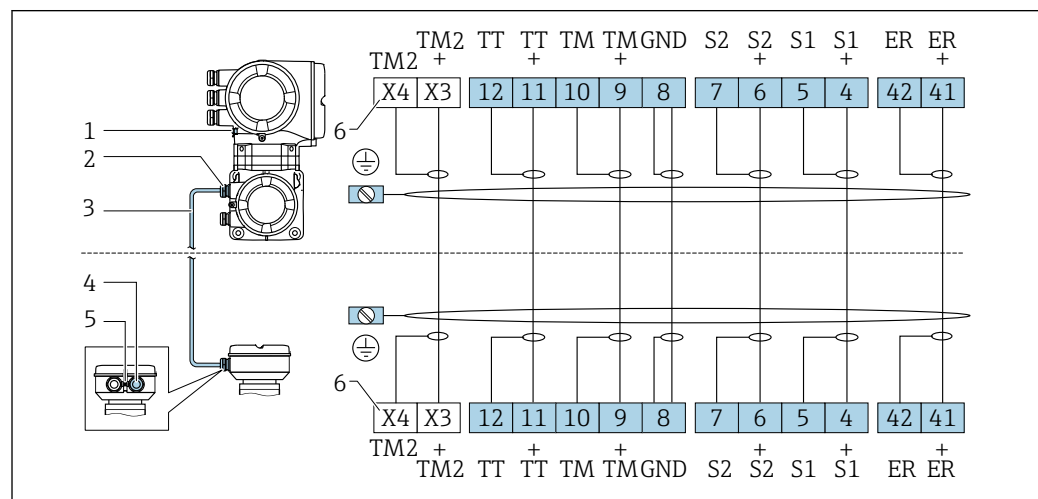 TM2 TT TT TM TM GND S2 S2 S1 S1 ER ER
TM2 + + + + + +
X4 X3 12 11 10 9 8 7 6 5 4 42 41
6
1
2
3
4
5
6
X4 X3 12 11 10 9 8 7 6 5 4 42 41
TM2 + + + + + +
TM2 TT TT TM TM GND S2 S2 S1 S1 ER ER